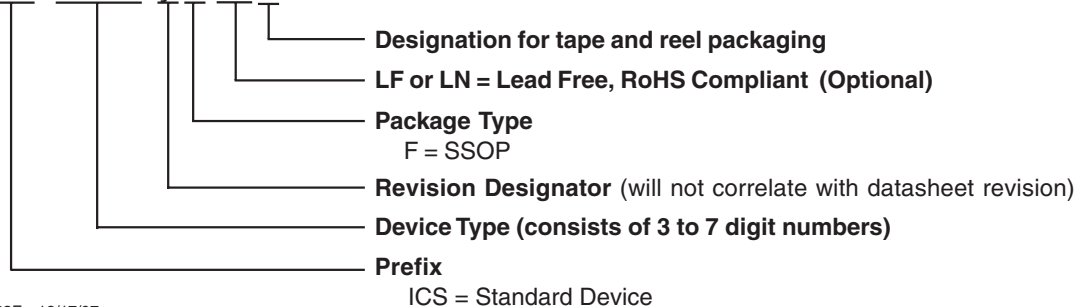 Designation for tape and reel packaging
LF or LN = Lead Free, RoHS Compliant (Optional)
Package Type
F = SSOP
Revision Designator (will not correlate with datasheet revision)
Device Type (consists of 3 to 7 digit numbers)
Prefix
ICS = Standard Device